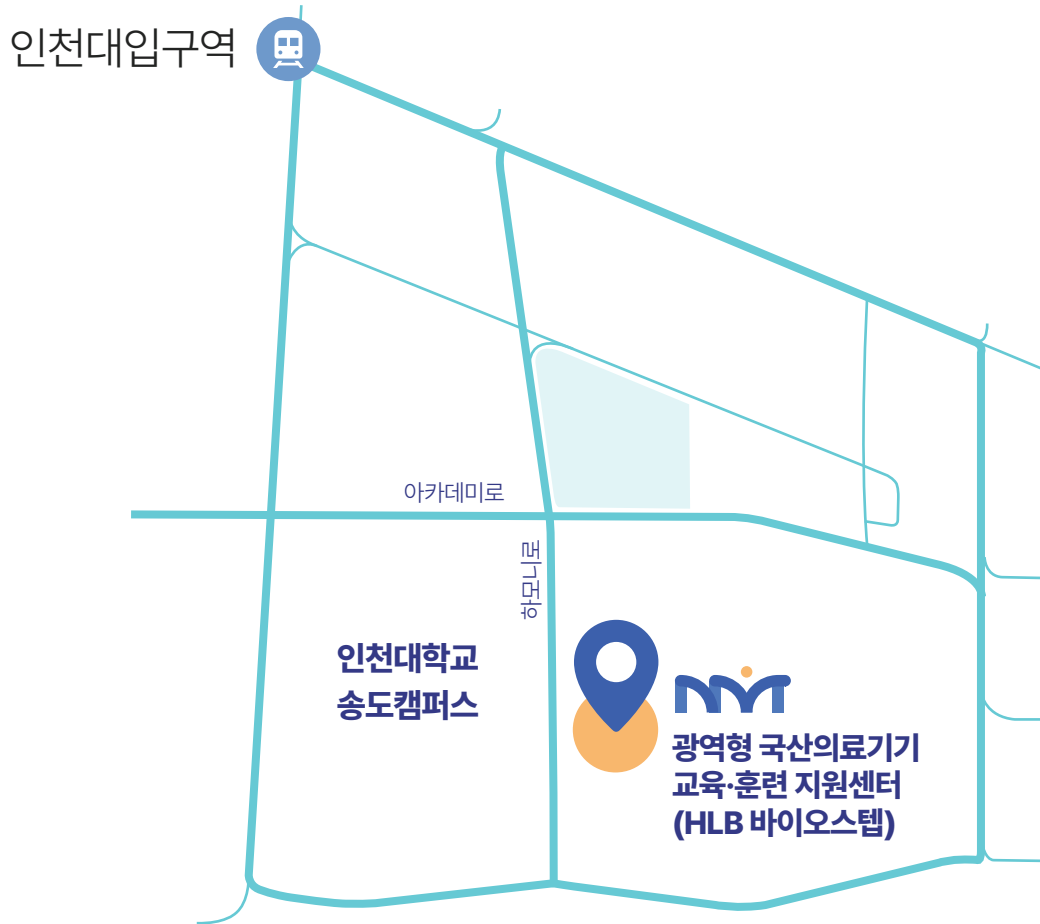 인천대입구역
아카데미로
하모니로
인천대학교
송도캠퍼스
광역형 국산의료기기
교육·훈련 지원센터
(HLB 바이오스텝)